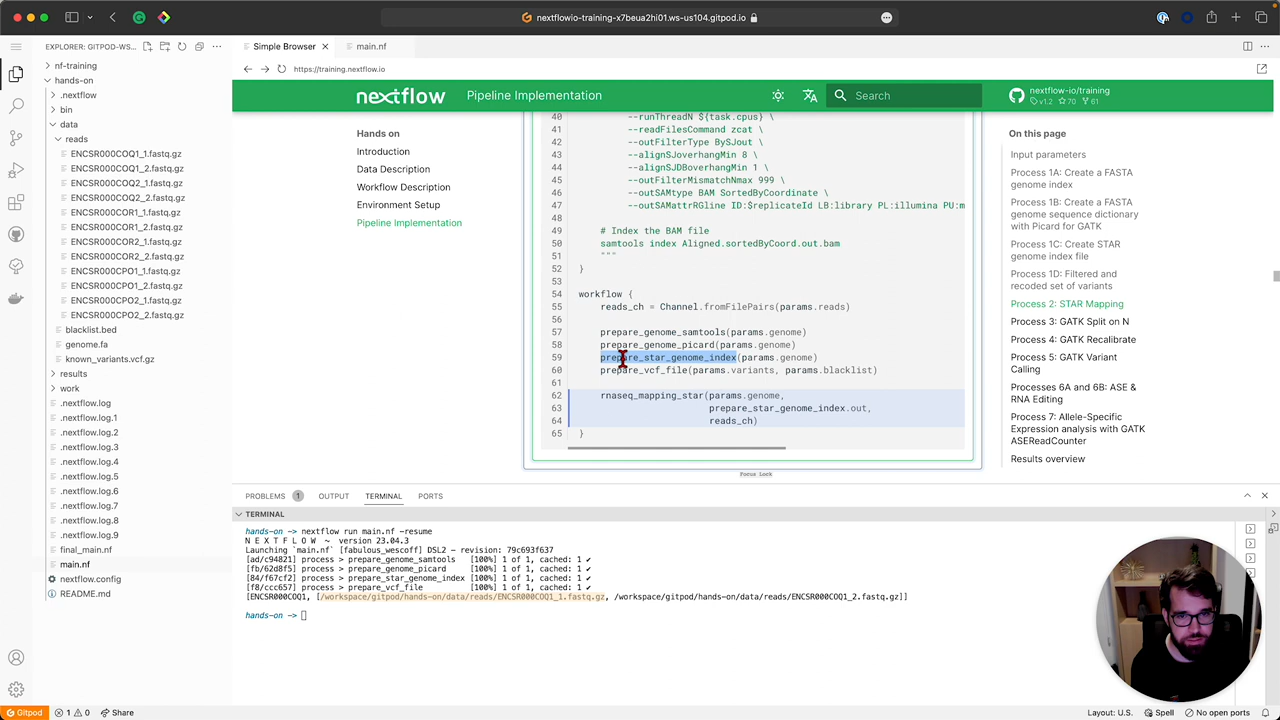 nextflowio-training-x7beua2hi01.ws-us104.gitpod.io
EXPLORER: GITPOD-WS...
nf-training
hands-on
.nextflow
bin
data
reads
ENCSR000COQ1_1.fastq.gz
ENCSR000COQ1_2.fastq.gz
ENCSR000COQ2_1.fastq.gz
ENCSR000COQ2_2.fastq.gz
ENCSR000COR1_1.fastq.gz
ENCSR000COR1_2.fastq.gz
ENCSR000COR2_1.fastq.gz
ENCSR000COR2_2.fastq.gz
ENCSR000CPO1_1.fastq.gz
ENCSR000CPO1_2.fastq.gz
ENCSR000CPO2_1.fastq.gz
ENCSR000CPO2_2.fastq.gz
blacklist.bed
genome.fa
known_variants.vcf.gz
results
work
.nextflow.log
.nextflow.log.1
.nextflow.log.2
.nextflow.log.3
.nextflow.log.4
.nextflow.log.5
.nextflow.log.6
.nextflow.log.7
.nextflow.log.8
.nextflow.log.9
final_main.nf
main.nf
nextflow.config
README.md
Simple Browser
main.nf
https://training.nextflow.io
nextflow
Pipeline Implementation
Search
nextflow-io/training
v1.2 70 61
Hands on
Introduction
Data Description
Workflow Description
Environment Setup
Pipeline Implementation
40 --runThreadN ${task.cpus} \
41 --readFilesCommand zcat \
42 --outFilterType BySJout \
43 --alignSJoverhangMin 8 \
44 --alignSJDBoverhangMin 1 \
45 --outFilterMismatchNmax 999 \
46 --outSAMtype BAM SortedByCoordinate \
47 --outSAMattrRGline ID:$replicateId LB:library PL:illumina PU:m
48
49 # Index the BAM file
50 samtools index Aligned.sortedByCoord.out.bam
51 """
52 }
53
54 workflow {
55 reads_ch = Channel.fromFilePairs(params.reads)
56
57 prepare_genome_samtools(params.genome)
58 prepare_genome_picard(params.genome)
59 prepare_star_genome_index(params.genome)
60 prepare_vcf_file(params.variants, params.blacklist)
61
62 rnaseq_mapping_star(params.genome,
63 prepare_star_genome_index.out,
64 reads_ch)
65 }
Focus Lock
On this page
Input parameters
Process 1A: Create a FASTA
genome index
Process 1B: Create a FASTA
genome sequence dictionary
with Picard for GATK
Process 1C: Create STAR
genome index file
Process 1D: Filtered and
recoded set of variants
Process 2: STAR Mapping
Process 3: GATK Split on N
Process 4: GATK Recalibrate
Process 5: GATK Variant
Calling
Processes 6A and 6B: ASE &
RNA Editing
Process 7: Allele-Specific
Expression analysis with GATK
ASEReadCounter
Results overview
PROBLEMS 1 OUTPUT TERMINAL PORTS
TERMINAL
hands-on -> nextflow run main.nf -resume
N E X T F L O W ~ version 23.04.3
Launching `main.nf` [fabulous_wescoff] DSL2 - revision: 79c693f637
[ad/c94821] process > prepare_genome_samtools [100%] 1 of 1, cached: 1 ✔
[fb/62d8f5] process > prepare_genome_picard [100%] 1 of 1, cached: 1 ✔
[84/f67cf2] process > prepare_star_genome_index [100%] 1 of 1, cached: 1 ✔
[f8/ccc657] process > prepare_vcf_file [100%] 1 of 1, cached: 1 ✔
[ENCSR000COQ1, [/workspace/gitpod/hands-on/data/reads/ENCSR000COQ1_1.fastq.gz, /workspace/gitpod/hands-on/data/reads/ENCSR000COQ1_2.fastq.gz]]
hands-on ->
Gitpod 1 0 Share
Layout: U.S. Spell No open ports